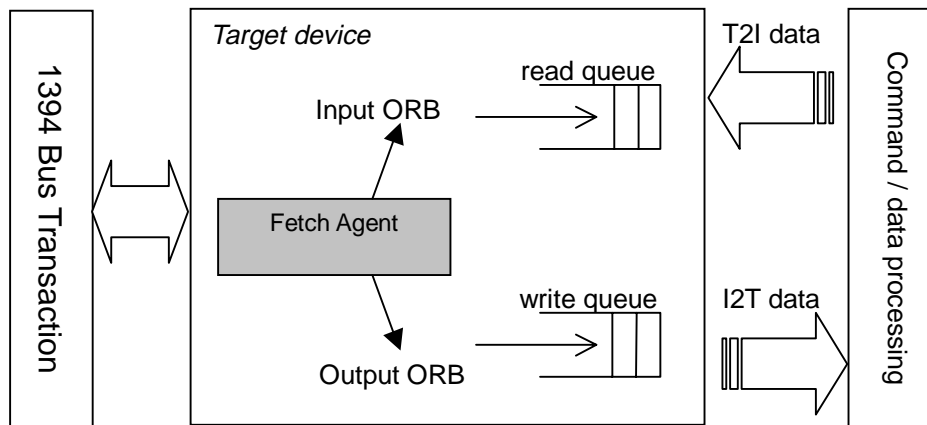 1394 Bus Transaction
Target device
T2I data
read queue
Input ORB
Fetch Agent
write queue
I2T data
Output ORB
Command / data processing